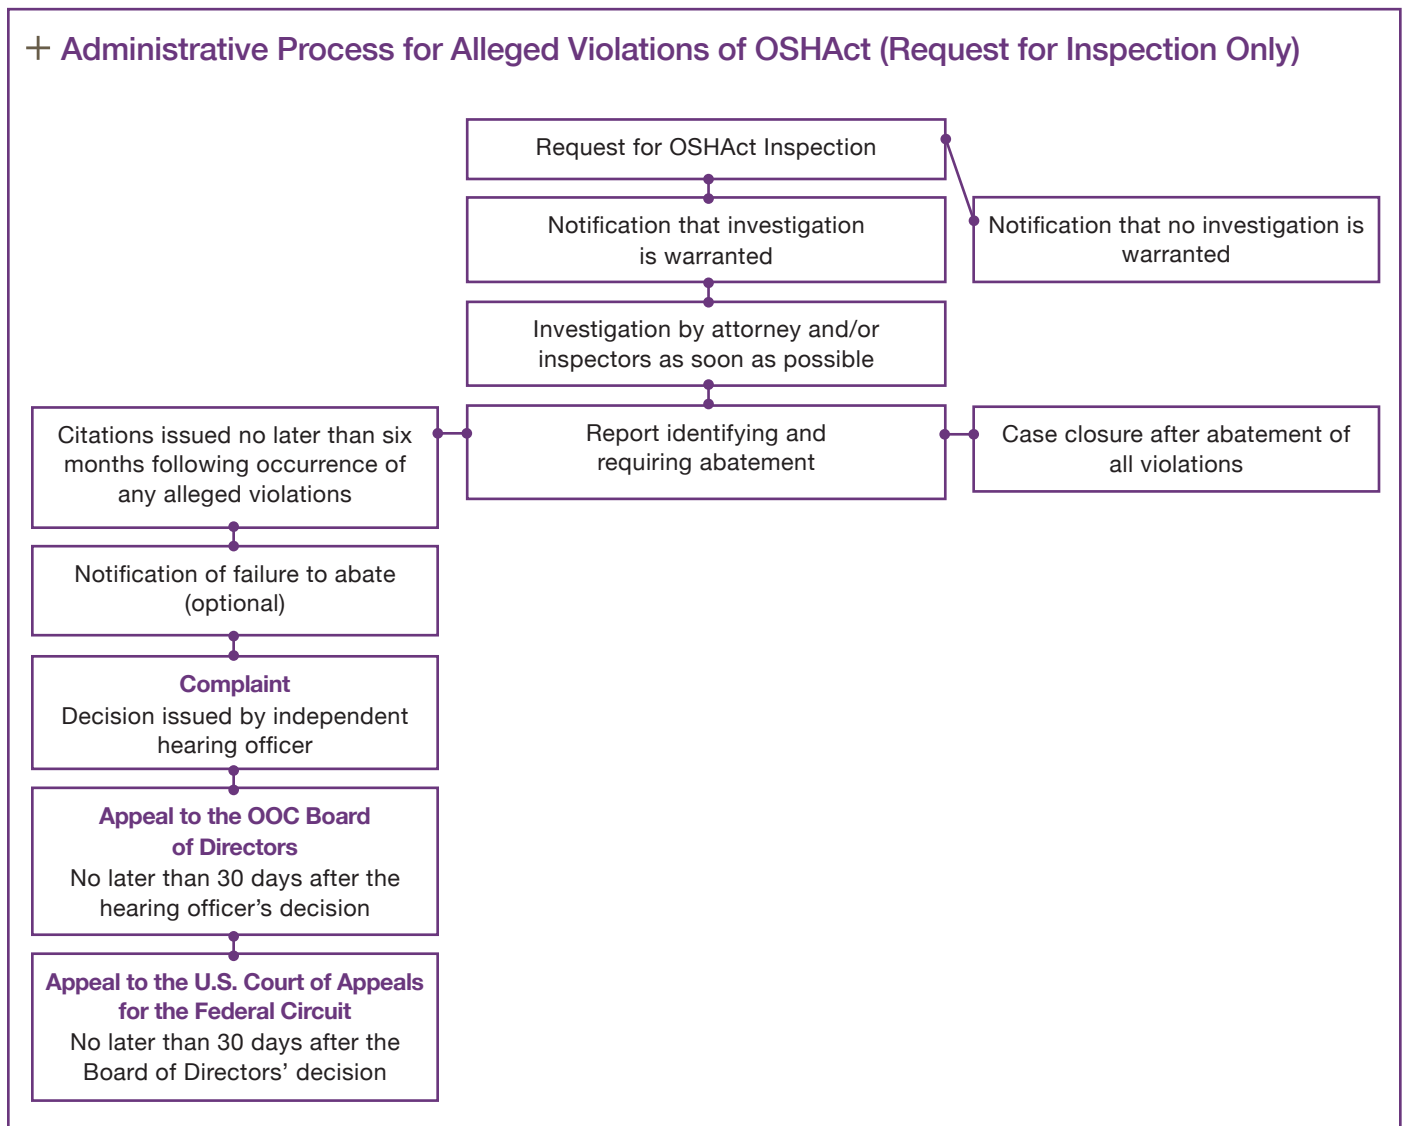 + Administrative Process for Alleged Violations of OSHAct (Request for Inspection Only)
Request for OSHAct Inspection
Notification that investigation
is warranted
Notification that no investigation is
warranted
Investigation by attorney and/or
inspectors as soon as possible
Report identifying and
requiring abatement
Case closure after abatement of
all violations
Citations issued no later than six
months following occurrence of
any alleged violations
Notification of failure to abate
(optional)
Complaint
Decision issued by independent
hearing officer
Appeal to the OOC Board
of Directors
No later than 30 days after the
hearing officer’s decision
Appeal to the U.S. Court of Appeals
for the Federal Circuit
No later than 30 days after the
Board of Directors’ decision